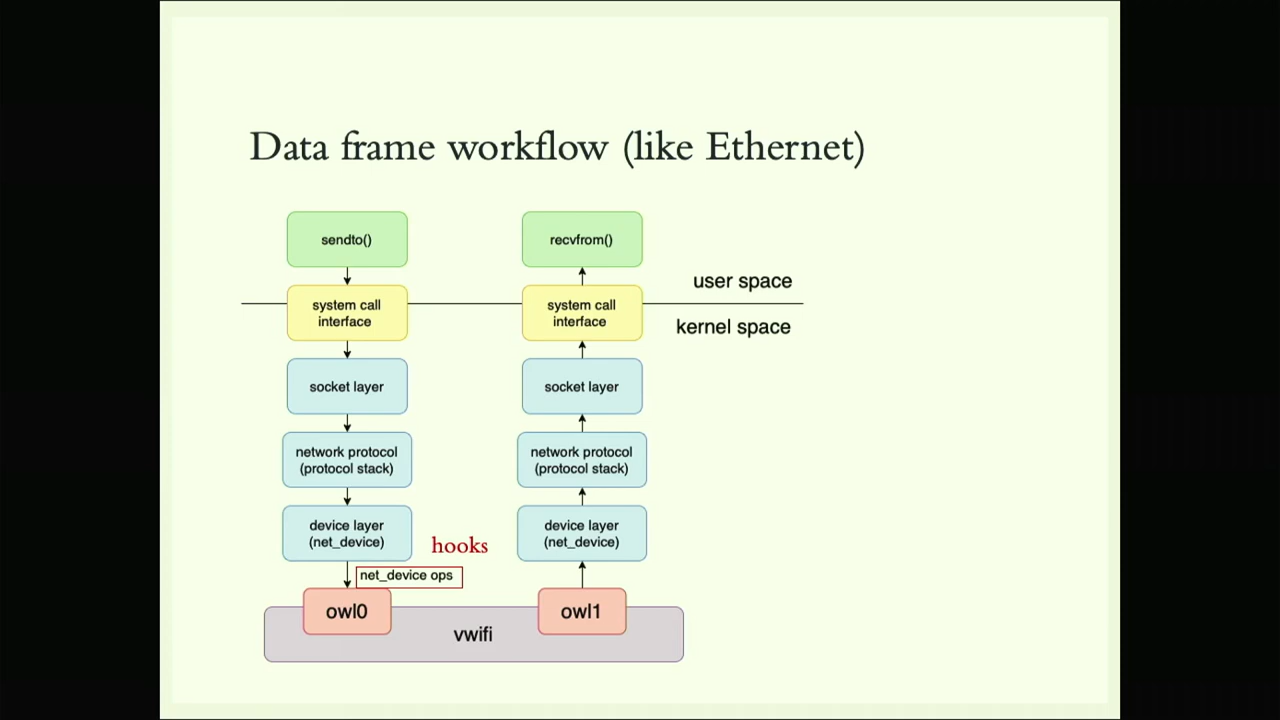 Data frame workflow (like Ethernet)
sendto()
recvfrom()
user space
system call
interface
system call
interface
kernel space
socket layer
socket layer
network protocol
(protocol stack)
network protocol
(protocol stack)
device layer
(net_device)
hooks
device layer
(net_device)
net_device ops
owl0
owl1
vwifi